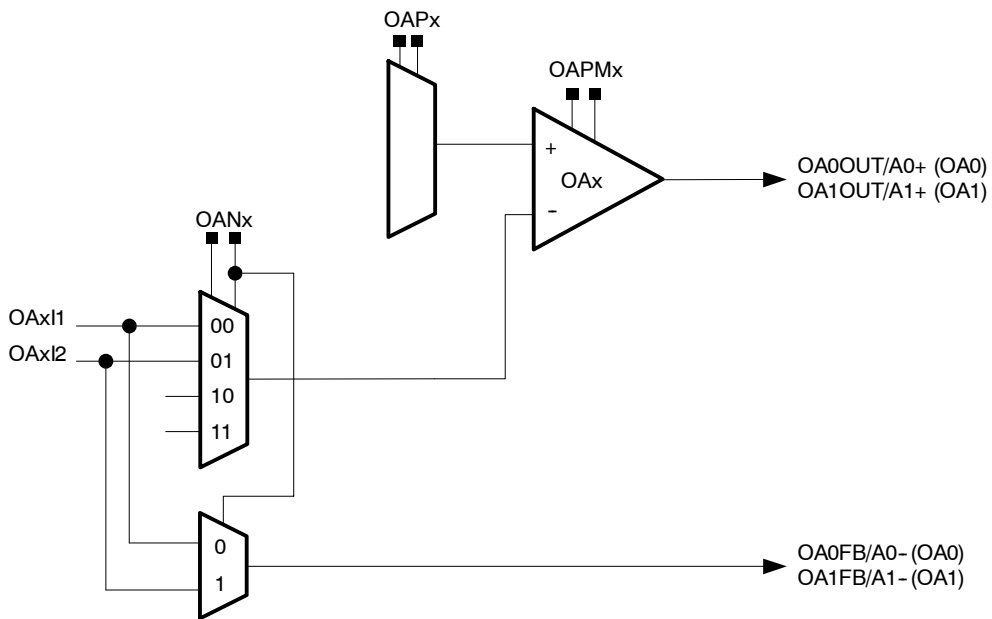 OAPx
OAPMx
+
OAx
-
OA0OUT/A0+ (OA0)
OA1OUT/A1+ (OA1)
OANx
OAxI1
OAxI2
00
01
10
11
0
1
OA0FB/A0-(OA0)
OA1FB/A1-(OA1)